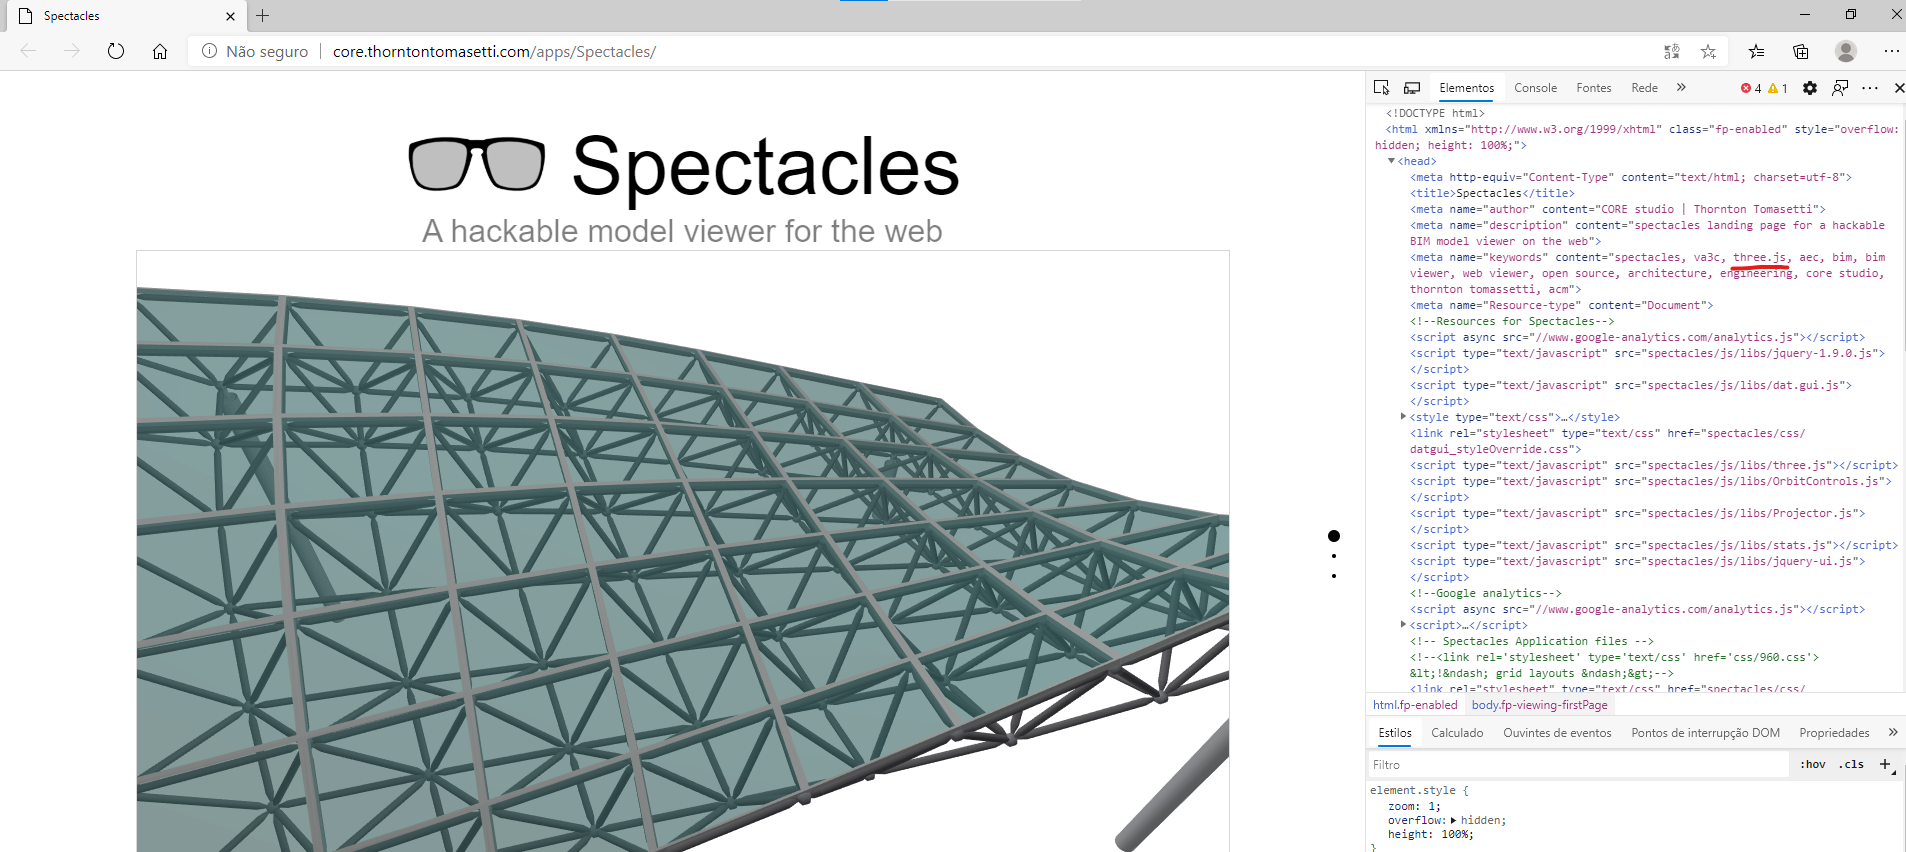 Spectacles
Não seguro
core.thorntontomasetti.com/apps/Spectacles/
Spectacles
A hackable model viewer for the web
Elementos Console Fontes Rede 4 1
<!DOCTYPE html>
<html xmlns="http://www.w3.org/1999/xhtml" class="fp-enabled" style="overflow:
hidden; height: 100%;">
<head>
<meta http-equiv="Content-Type" content="text/html; charset=utf-8">
<title>Spectacles</title>
<meta name="author" content="CORE studio | Thornton Tomasetti">
<meta name="description" content="spectacles landing page for a hackable
BIM model viewer on the web">
<meta name="keywords" content="spectacles, va3c, three.js, aec, bim, bim
viewer, web viewer, open source, architecture, engineering, core studio,
thornton tomassetti, acm">
<meta name="Resource-type" content="Document">
<!--Resources for Spectacles-->
<script async src="//www.google-analytics.com/analytics.js"></script>
<script type="text/javascript" src="spectacles/js/libs/jquery-1.9.0.js">
</script>
<script type="text/javascript" src="spectacles/js/libs/dat.gui.js">
</script>
<style type="text/css">…</style>
<link rel="stylesheet" type="text/css" href="spectacles/css/
datgui_styleOverride.css">
<script type="text/javascript" src="spectacles/js/libs/three.js"></script>
<script type="text/javascript" src="spectacles/js/libs/OrbitControls.js">
</script>
<script type="text/javascript" src="spectacles/js/libs/Projector.js">
</script>
<script type="text/javascript" src="spectacles/js/libs/stats.js"></script>
<script type="text/javascript" src="spectacles/js/libs/jquery-ui.js">
</script>
<!--Google analytics-->
<script async src="//www.google-analytics.com/analytics.js"></script>
<script>…</script>
<!-- Spectacles Application files -->
<!--<link rel='stylesheet' type='text/css' href='css/960.css'>
&lt;!&ndash; grid layouts &ndash;&gt;-->
<link rel="stylesheet" type="text/css" href="spectacles/css/
html.fp-enabled body.fp-viewing-firstPage
Estilos Calculado Ouvintes de eventos Pontos de interrupção DOM Propriedades
Filtro :hov .cls +
element.style {
zoom: 1;
overflow: hidden;
height: 100%;
}